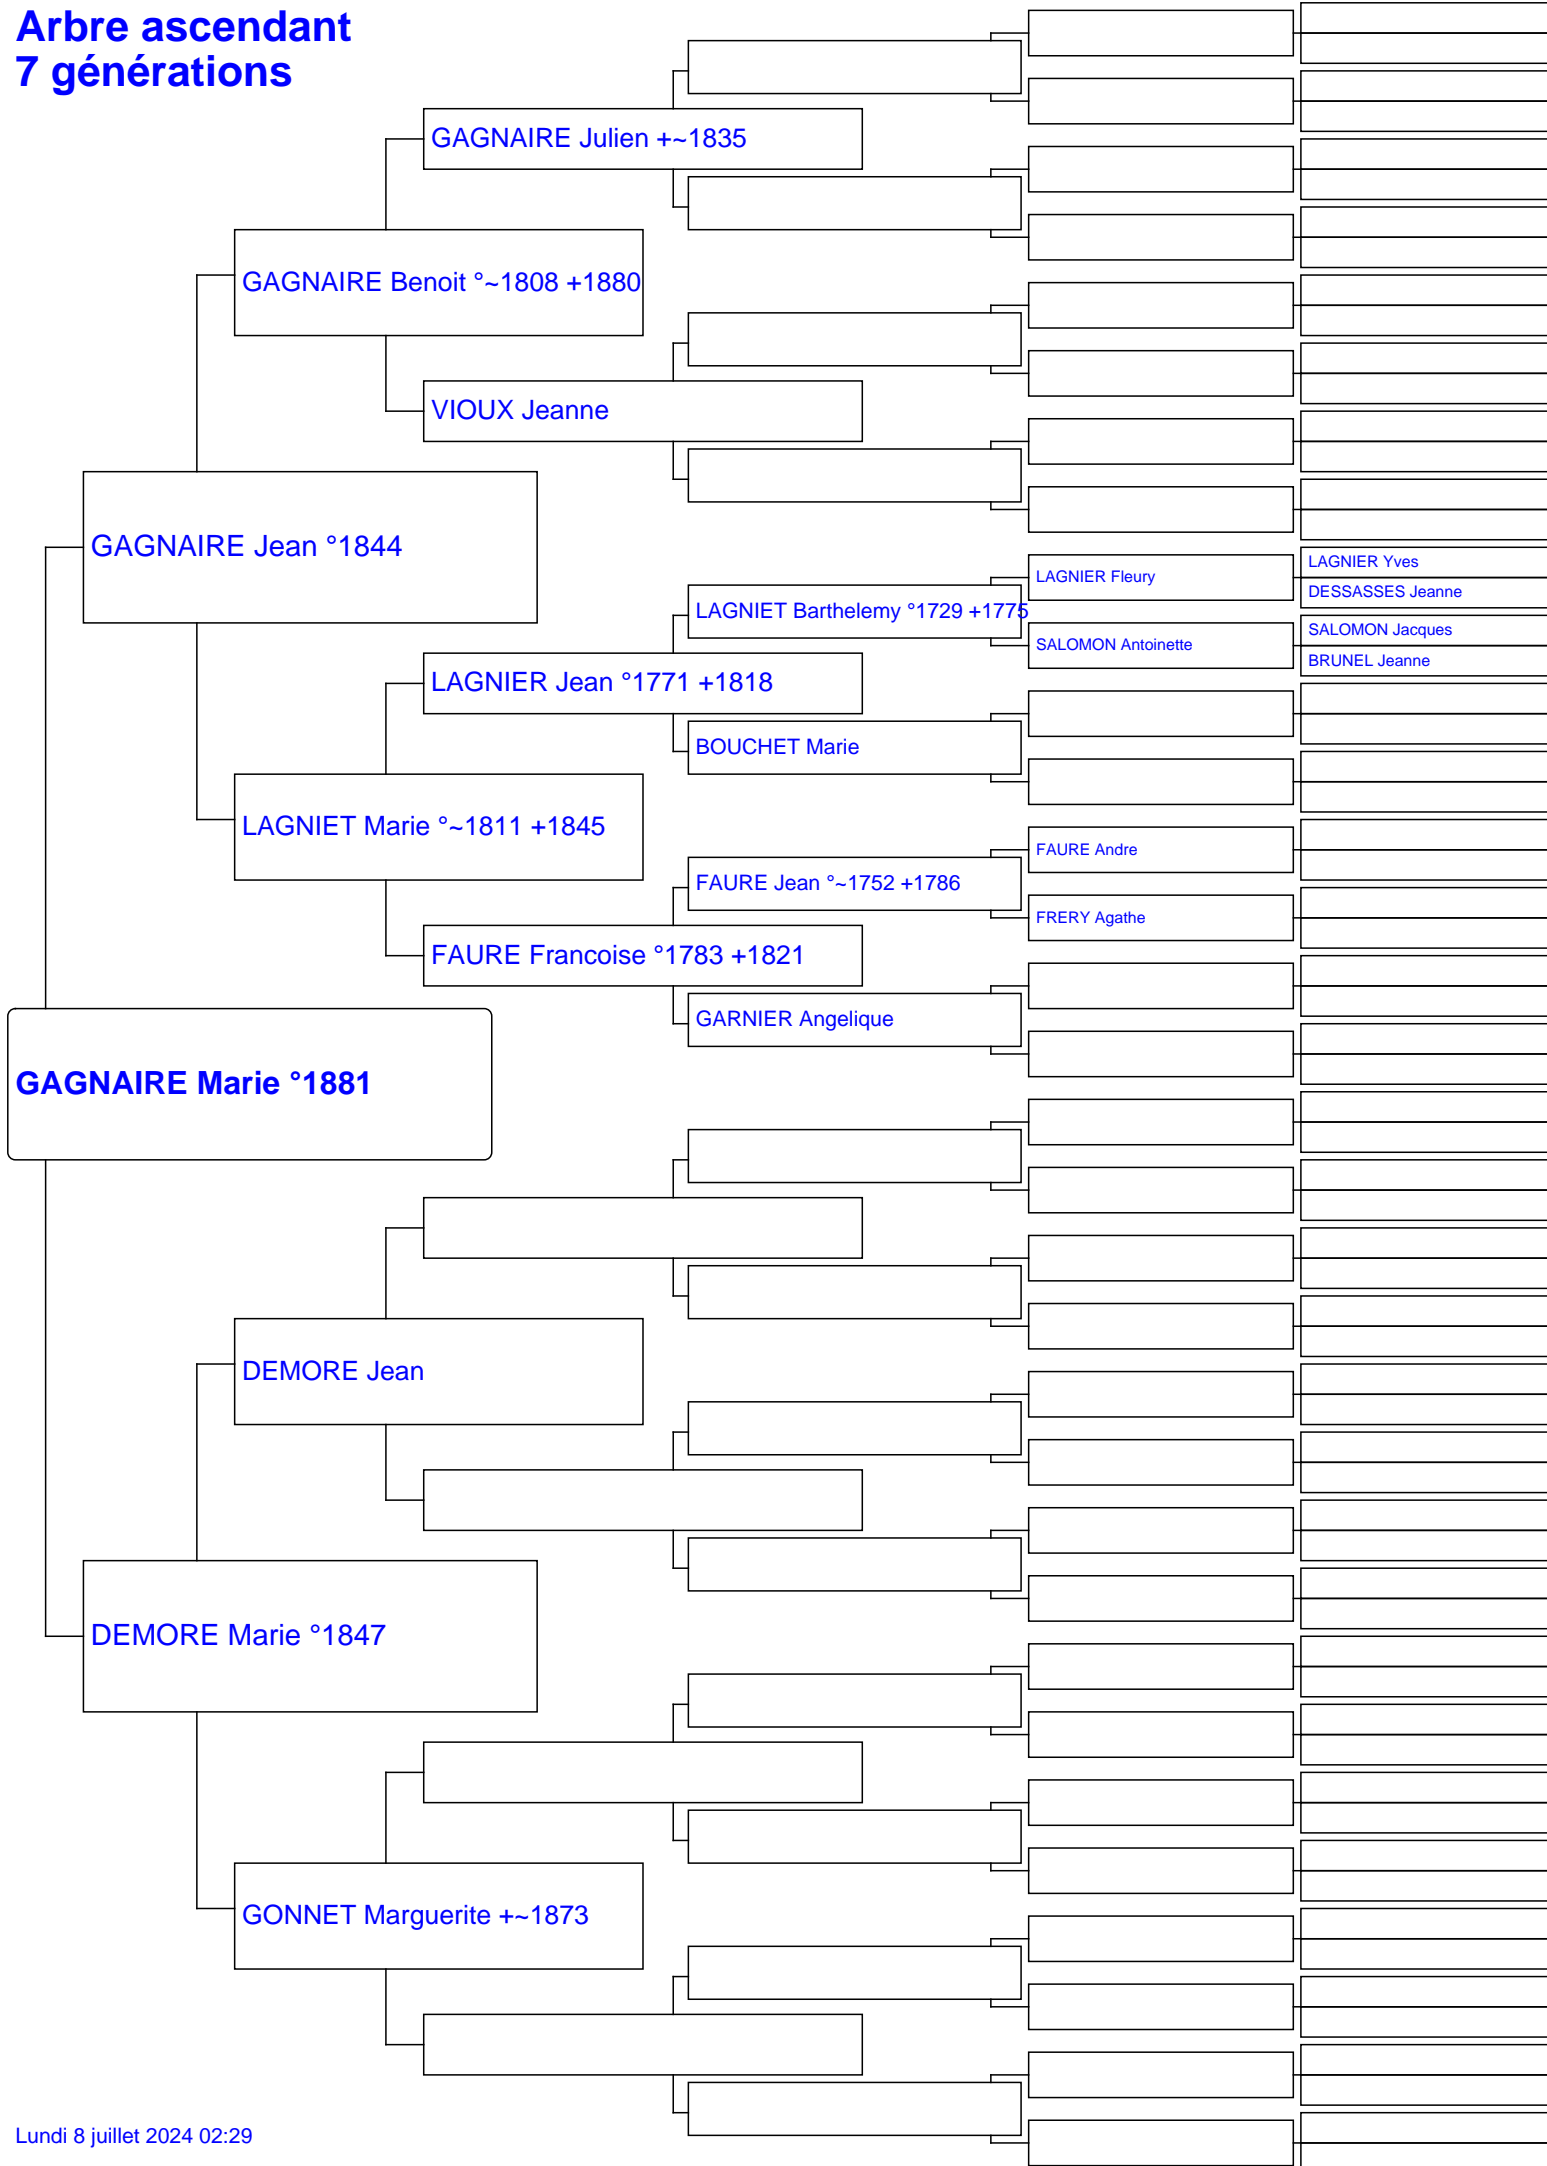 Arbre ascendant
7 générations
GAGNAIRE Julien +~1835
GAGNAIRE Benoit °~1808 +1880
VIOUX Jeanne
GAGNAIRE Jean °1844
LAGNIER Yves
LAGNIER Fleury
DESSASSES Jeanne
LAGNIET Barthelemy °1729 +1775
SALOMON Jacques
SALOMON Antoinette
BRUNEL Jeanne
LAGNIER Jean °1771 +1818
BOUCHET Marie
LAGNIET Marie °~1811 +1845
FAURE Andre
FAURE Jean °~1752 +1786
FRERY Agathe
FAURE Francoise °1783 +1821
GARNIER Angelique
GAGNAIRE Marie °1881
DEMORE Jean
DEMORE Marie °1847
GONNET Marguerite +~1873
Lundi 8 juillet 2024 02:29